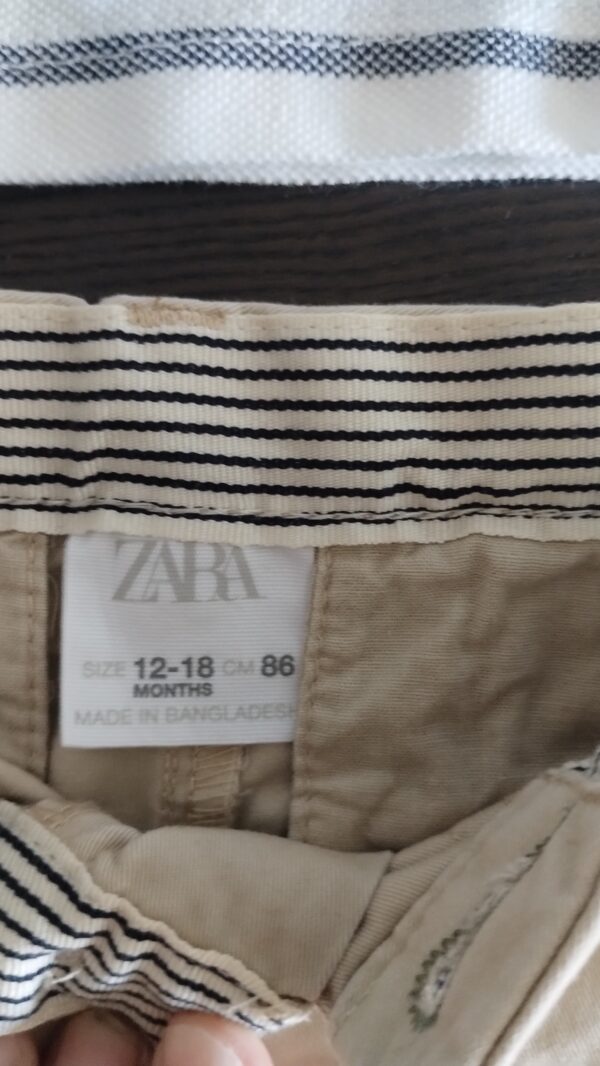 ZARA
SIZE 12-18 CM 86
MONTHS
MADE IN BANGLADESH